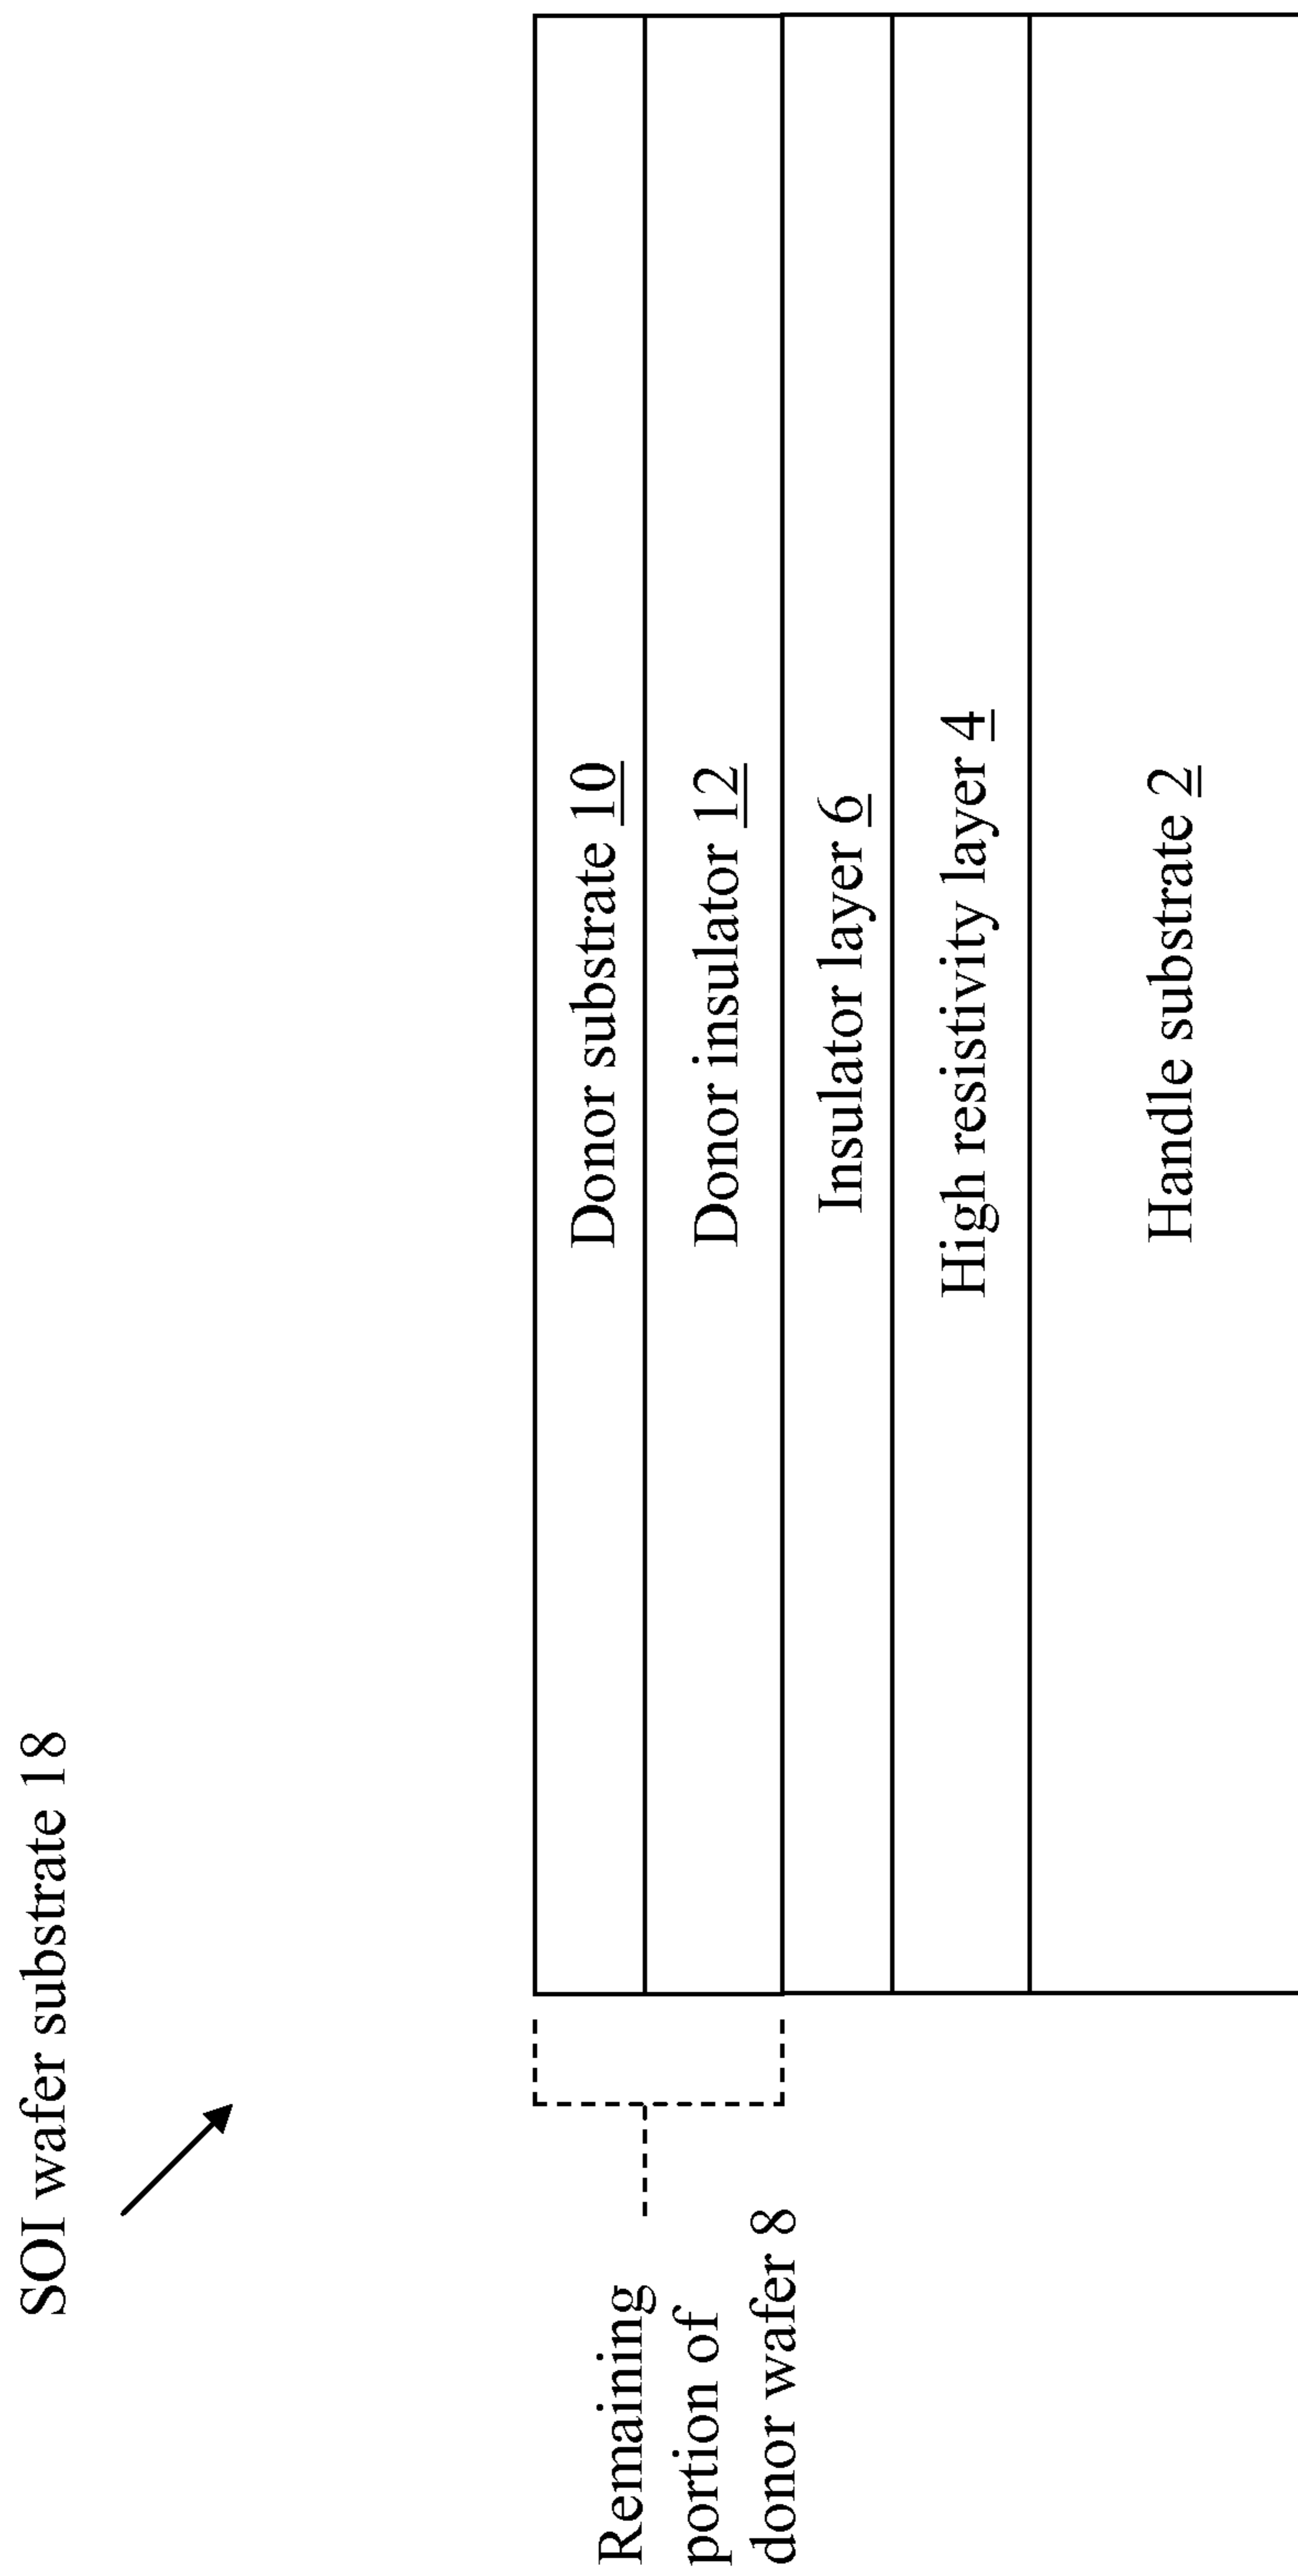 SOI wafer substrate 18
Remaining
portion of
donor wafer 8
Donor substrate 10
Donor insulator 12
Insulator layer 6
High resistivity layer 4
Handle substrate 2